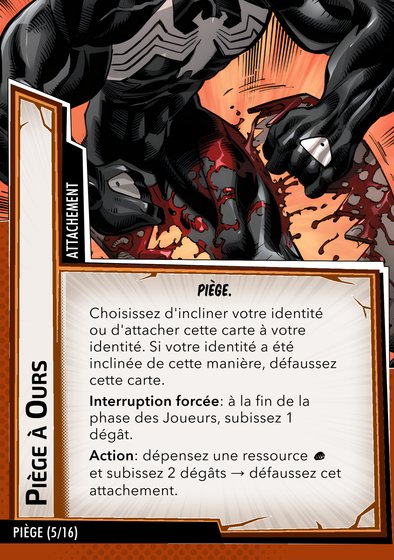 ATTACHEMENT
PIÈGE À OURS
PIÈGE.
Choisissez d'incliner votre identité
ou d'attacher cette carte à votre
identité. Si votre identité a été
inclinée de cette manière, défaussez
cette carte.
Interruption forcée: à la fin de la
phase des Joueurs, subissez 1
dégât.
Action: dépensez une ressource
et subissez 2 dégâts → défaussez cet
attachement.
PIÈGE (5/16)